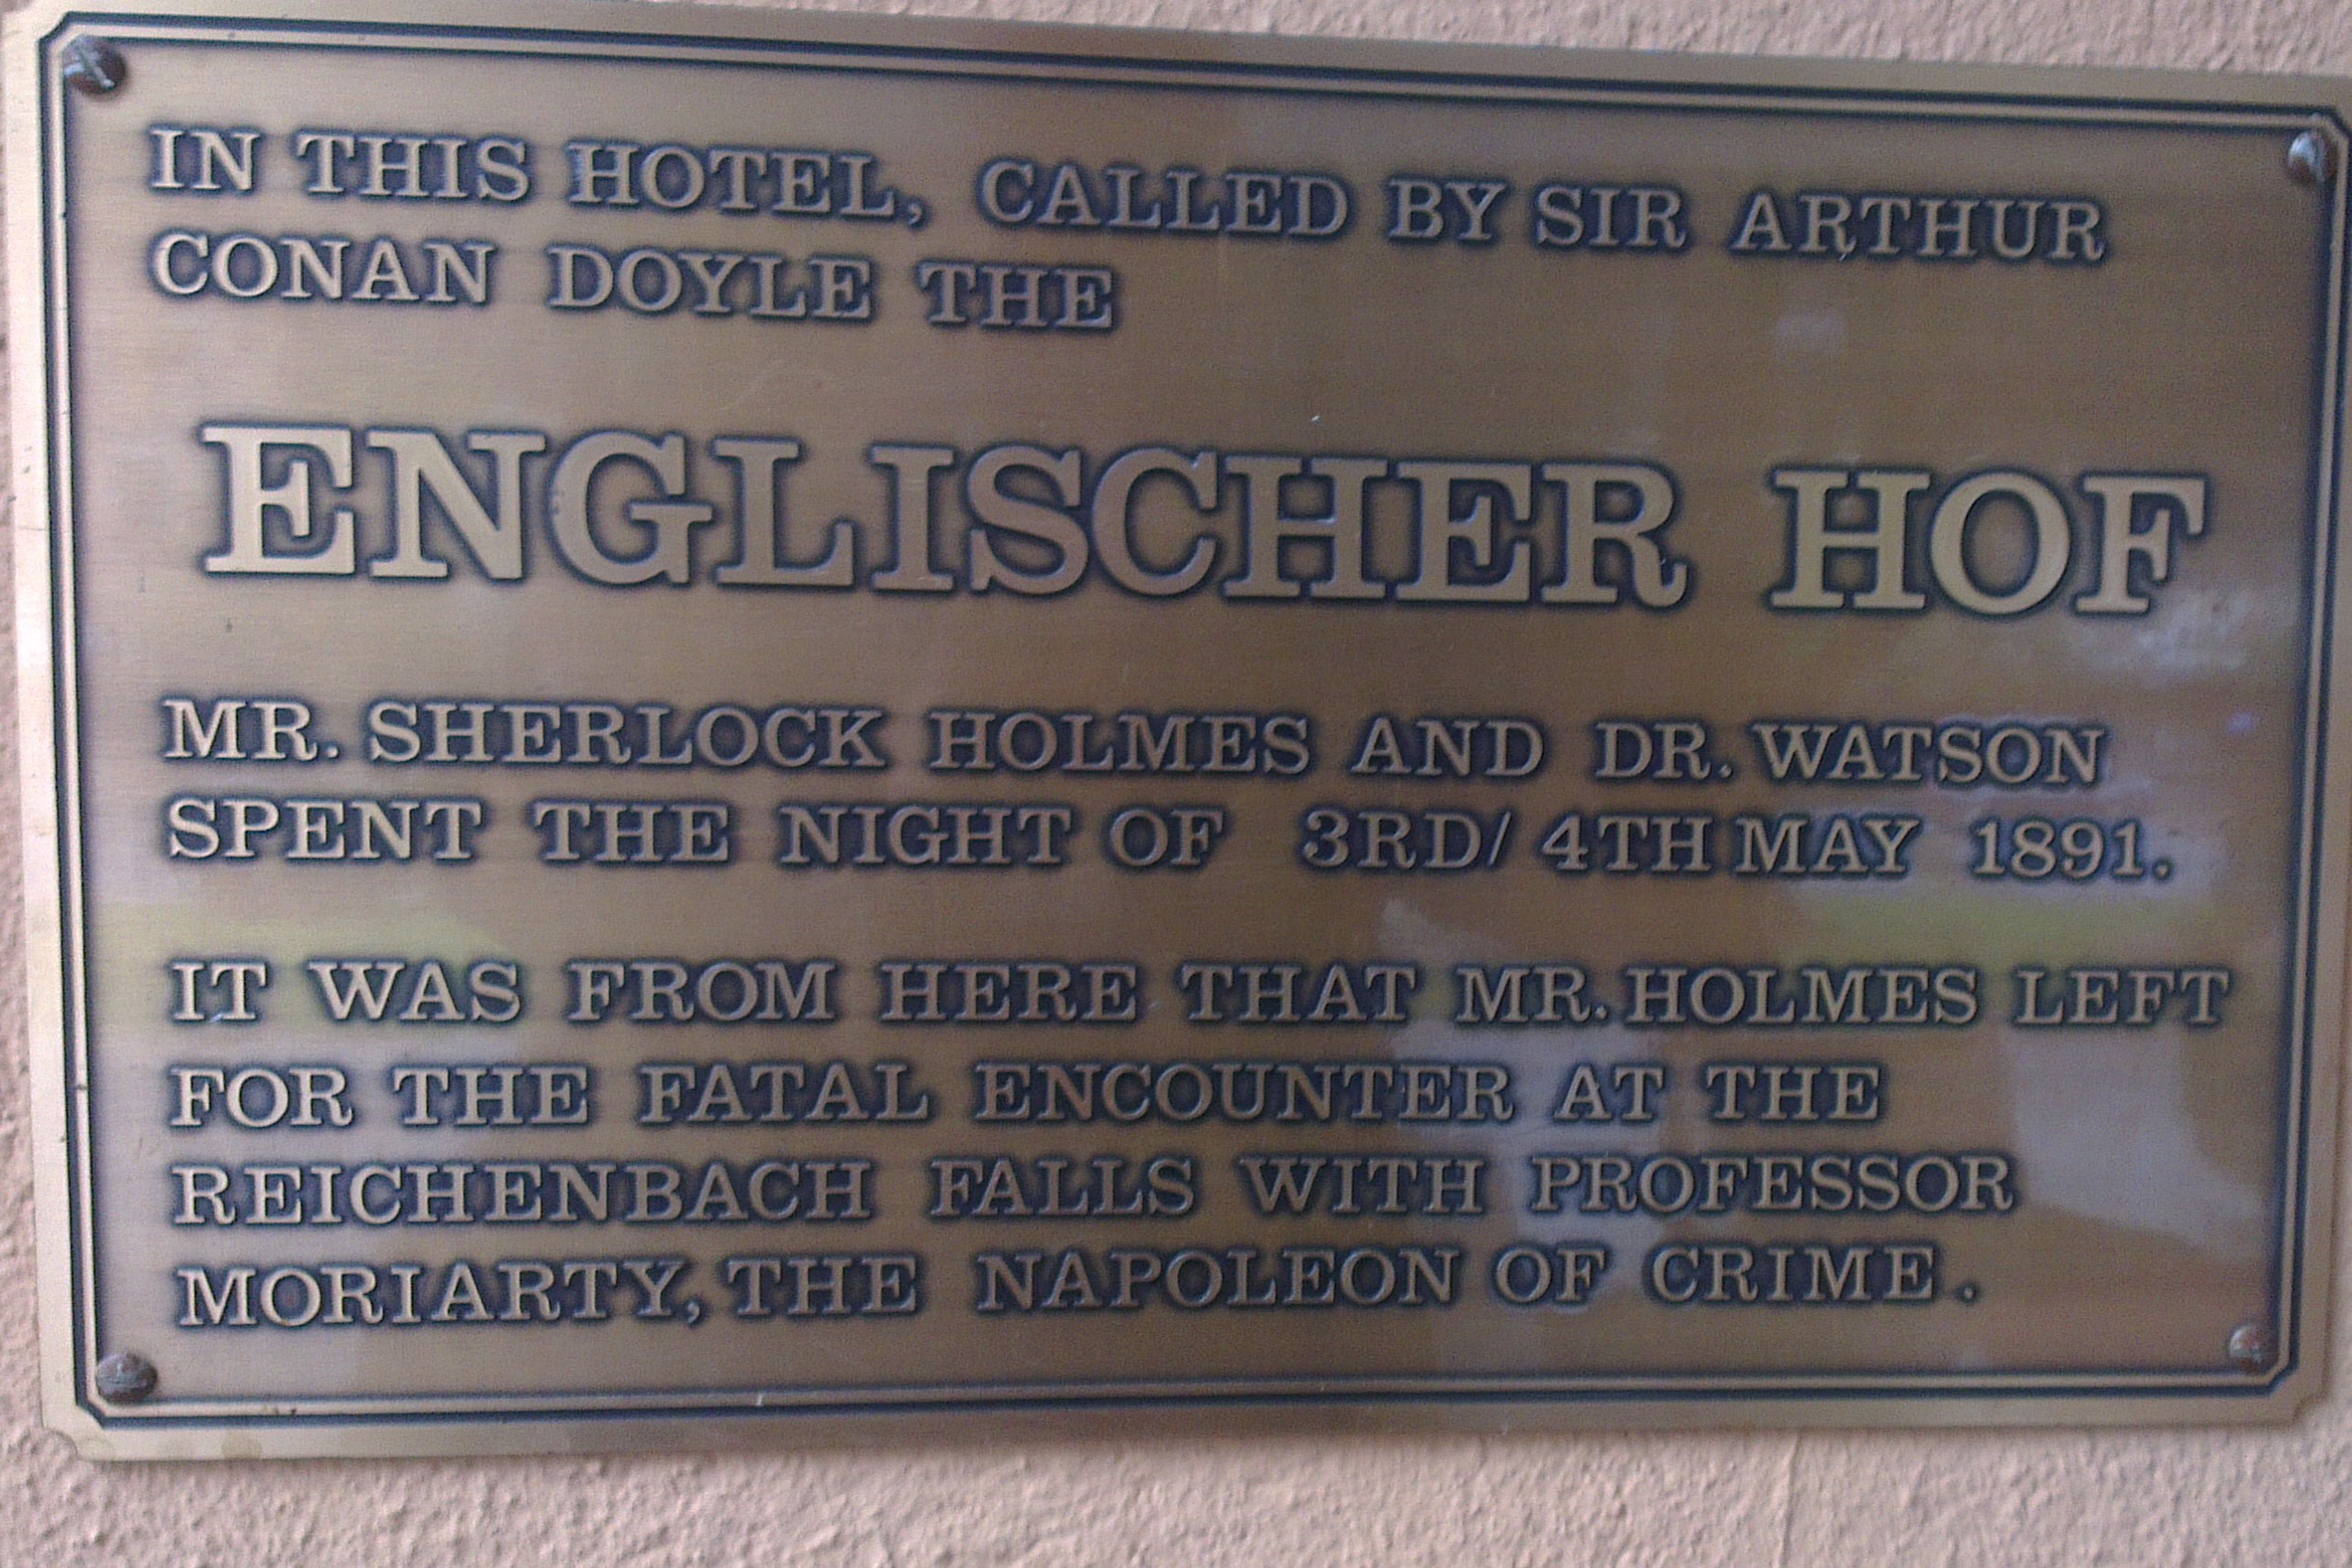 IN THIS HOTEL, CALLED BY SIR ARTHUR
CONAN DOYLE THE
ENGLISCHER HOF
MR. SHERLOCK HOLMES AND DR. WATSON
SPENT THE NIGHT OF 3RD/ 4TH MAY 1891.
IT WAS FROM HERE THAT MR. HOLMES LEFT
FOR THE FATAL ENCOUNTER AT THE
REICHENBACH FALLS WITH PROFESSOR
MORIARTY, THE NAPOLEON OF CRIME.